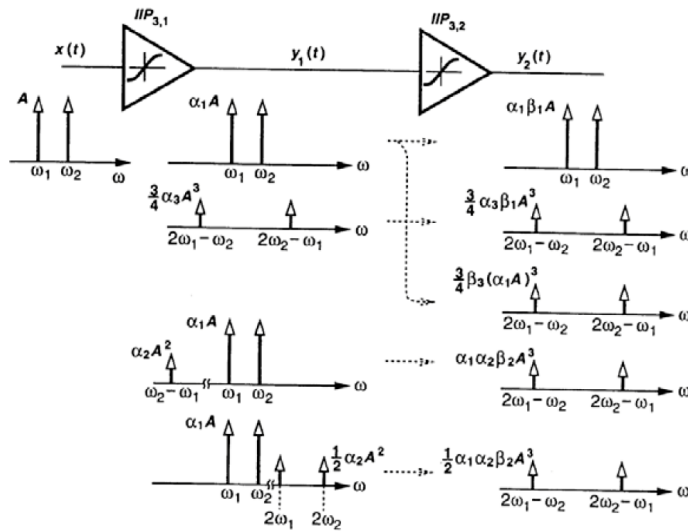 IIP₃,₁ IIP₃,₂
x(t) y₁(t) y₂(t)
A α₁A α₁β₁A
ω₁ ω₂ ω ω₁ ω₂ ω ω₁ ω₂ ω
3/4 α₃A³ 3/4 α₃β₁A³
2ω₁−ω₂ 2ω₂−ω₁ ω 2ω₁−ω₂ 2ω₂−ω₁ ω
3/4 β₃(α₁A)³
2ω₁−ω₂ 2ω₂−ω₁ ω
α₂A² α₁A α₁α₂β₂A³
ω₂−ω₁ ω₁ ω₂ ω 2ω₁−ω₂ 2ω₂−ω₁ ω
α₁A 1/2 α₂A² 1/2 α₁α₂β₂A³
ω₁ ω₂ ω 2ω₁−ω₂ 2ω₂−ω₁ ω
2ω₁ 2ω₂